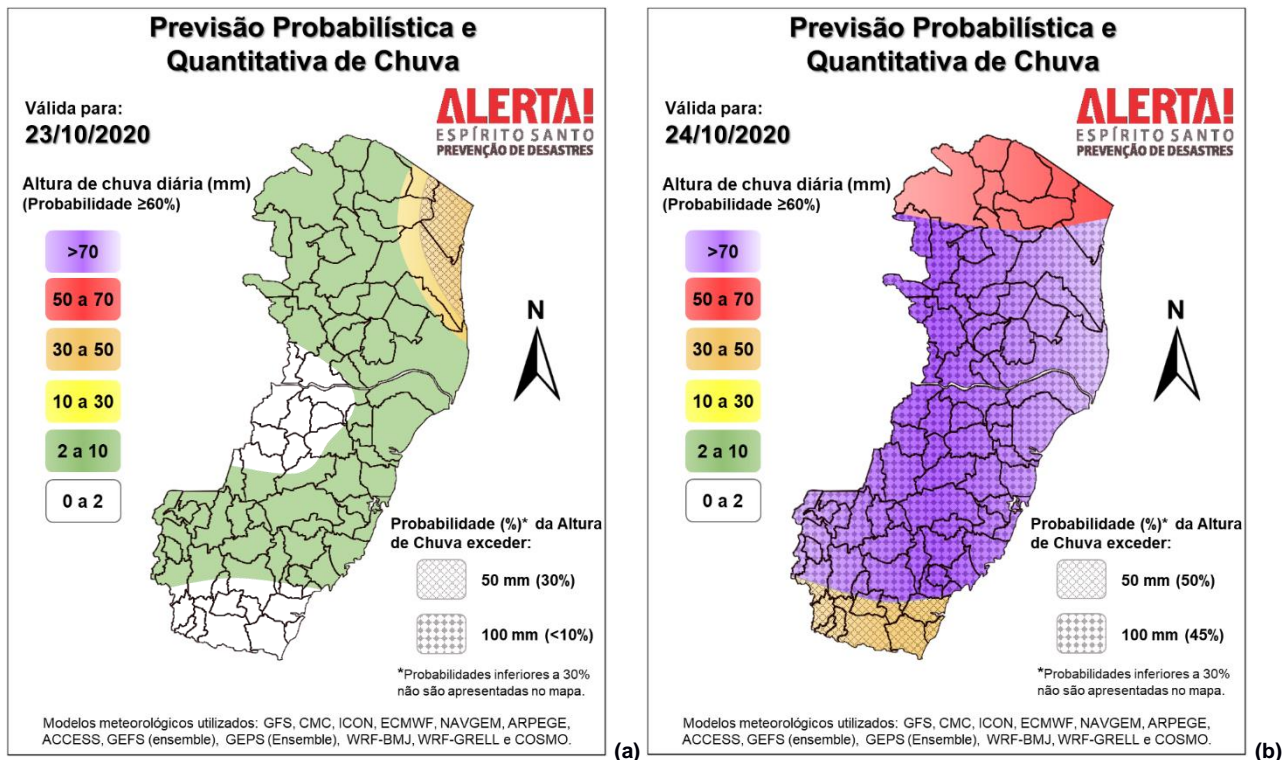 Previsão Probabilística e
Quantitativa de Chuva
Válida para:
23/10/2020
ALERTA!
ESPÍRITO SANTO
PREVENÇÃO DE DESASTRES
Altura de chuva diária (mm)
(Probabilidade ≥60%)
>70
50 a 70
30 a 50
10 a 30
2 a 10
0 a 2
N
Probabilidade (%)* da Altura
de Chuva exceder:
50 mm (30%)
100 mm (<10%)
*Probabilidades inferiores a 30%
não são apresentadas no mapa.
Modelos meteorológicos utilizados: GFS, CMC, ICON, ECMWF, NAVGEM, ARPEGE,
ACCESS, GEFS (ensemble), GEPS (Ensemble), WRF-BMJ, WRF-GRELL e COSMO.
(a)
Previsão Probabilística e
Quantitativa de Chuva
Válida para:
24/10/2020
ALERTA!
ESPÍRITO SANTO
PREVENÇÃO DE DESASTRES
Altura de chuva diária (mm)
(Probabilidade ≥60%)
>70
50 a 70
30 a 50
10 a 30
2 a 10
0 a 2
N
Probabilidade (%)* da Altura
de Chuva exceder:
50 mm (50%)
100 mm (45%)
*Probabilidades inferiores a 30%
não são apresentadas no mapa.
Modelos meteorológicos utilizados: GFS, CMC, ICON, ECMWF, NAVGEM, ARPEGE,
ACCESS, GEFS (ensemble), GEPS (Ensemble), WRF-BMJ, WRF-GRELL e COSMO.
(b)